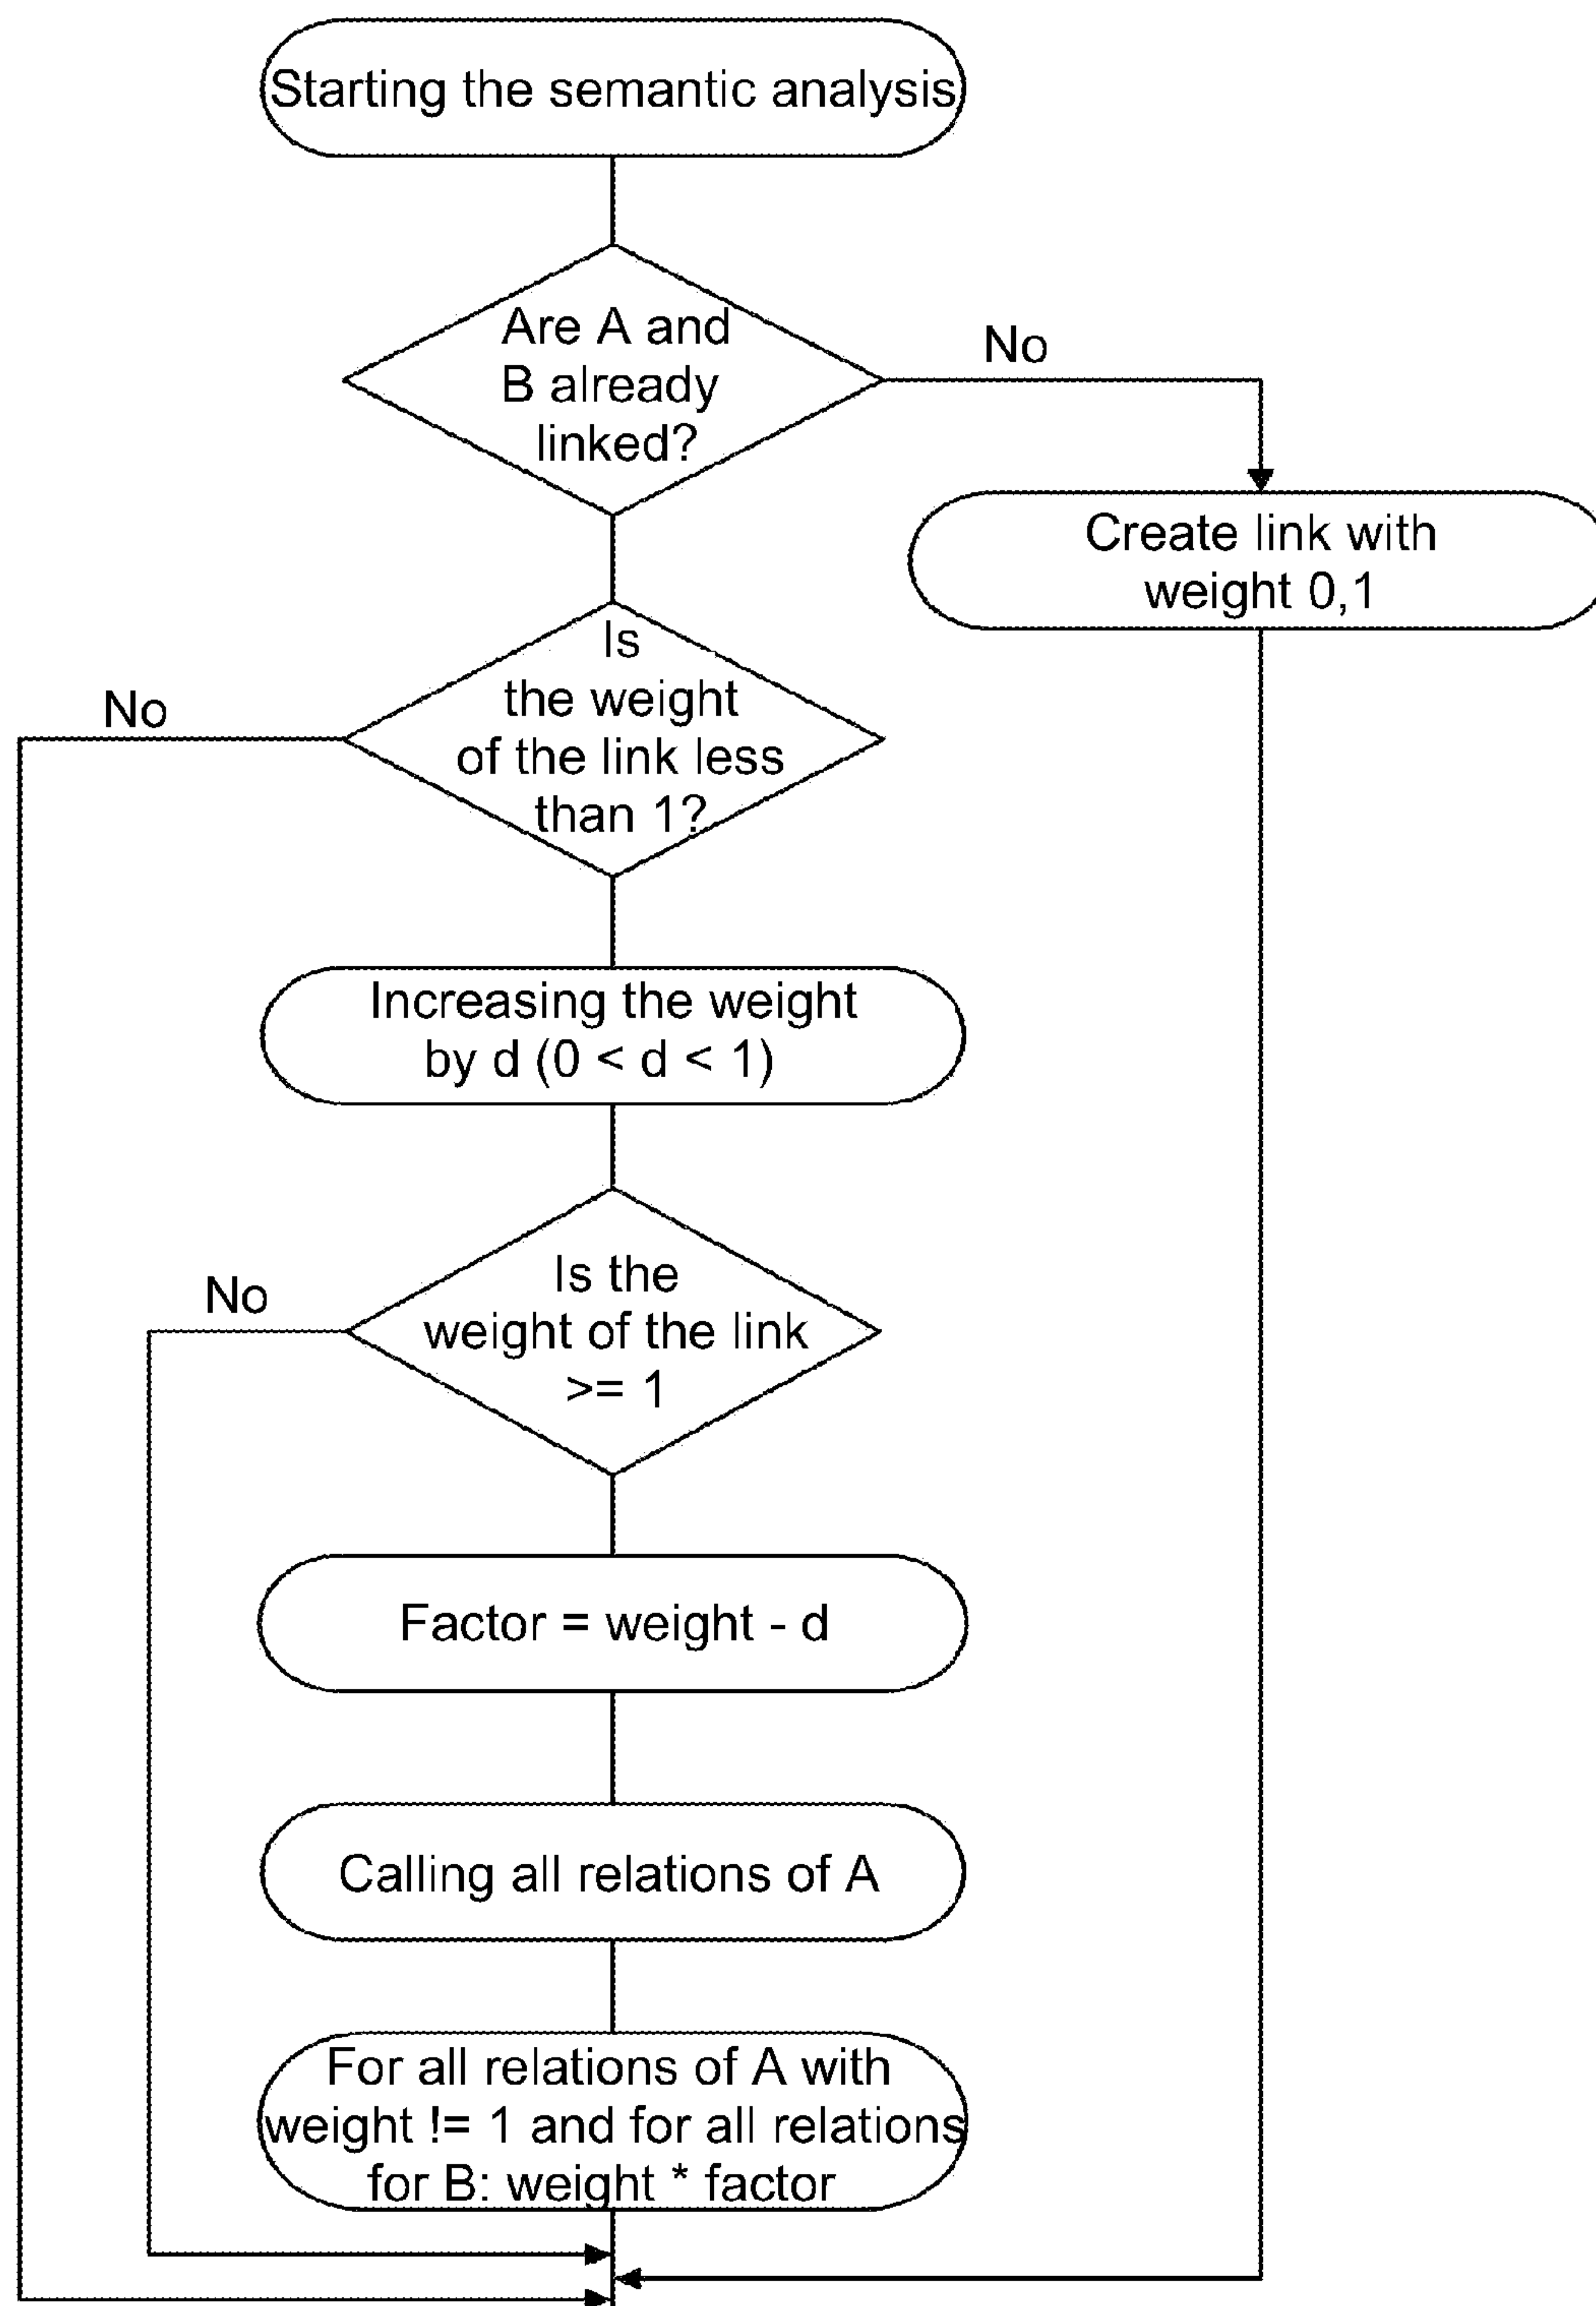 Starting the semantic analysis
Are A and
B already
linked?
No
Create link with
weight 0,1
Is
the weight
of the link less
than 1?
No
Increasing the weight
by d (0 < d < 1)
Is the
weight of the link
>= 1
No
Factor = weight - d
Calling all relations of A
For all relations of A with
weight != 1 and for all relations
for B: weight * factor